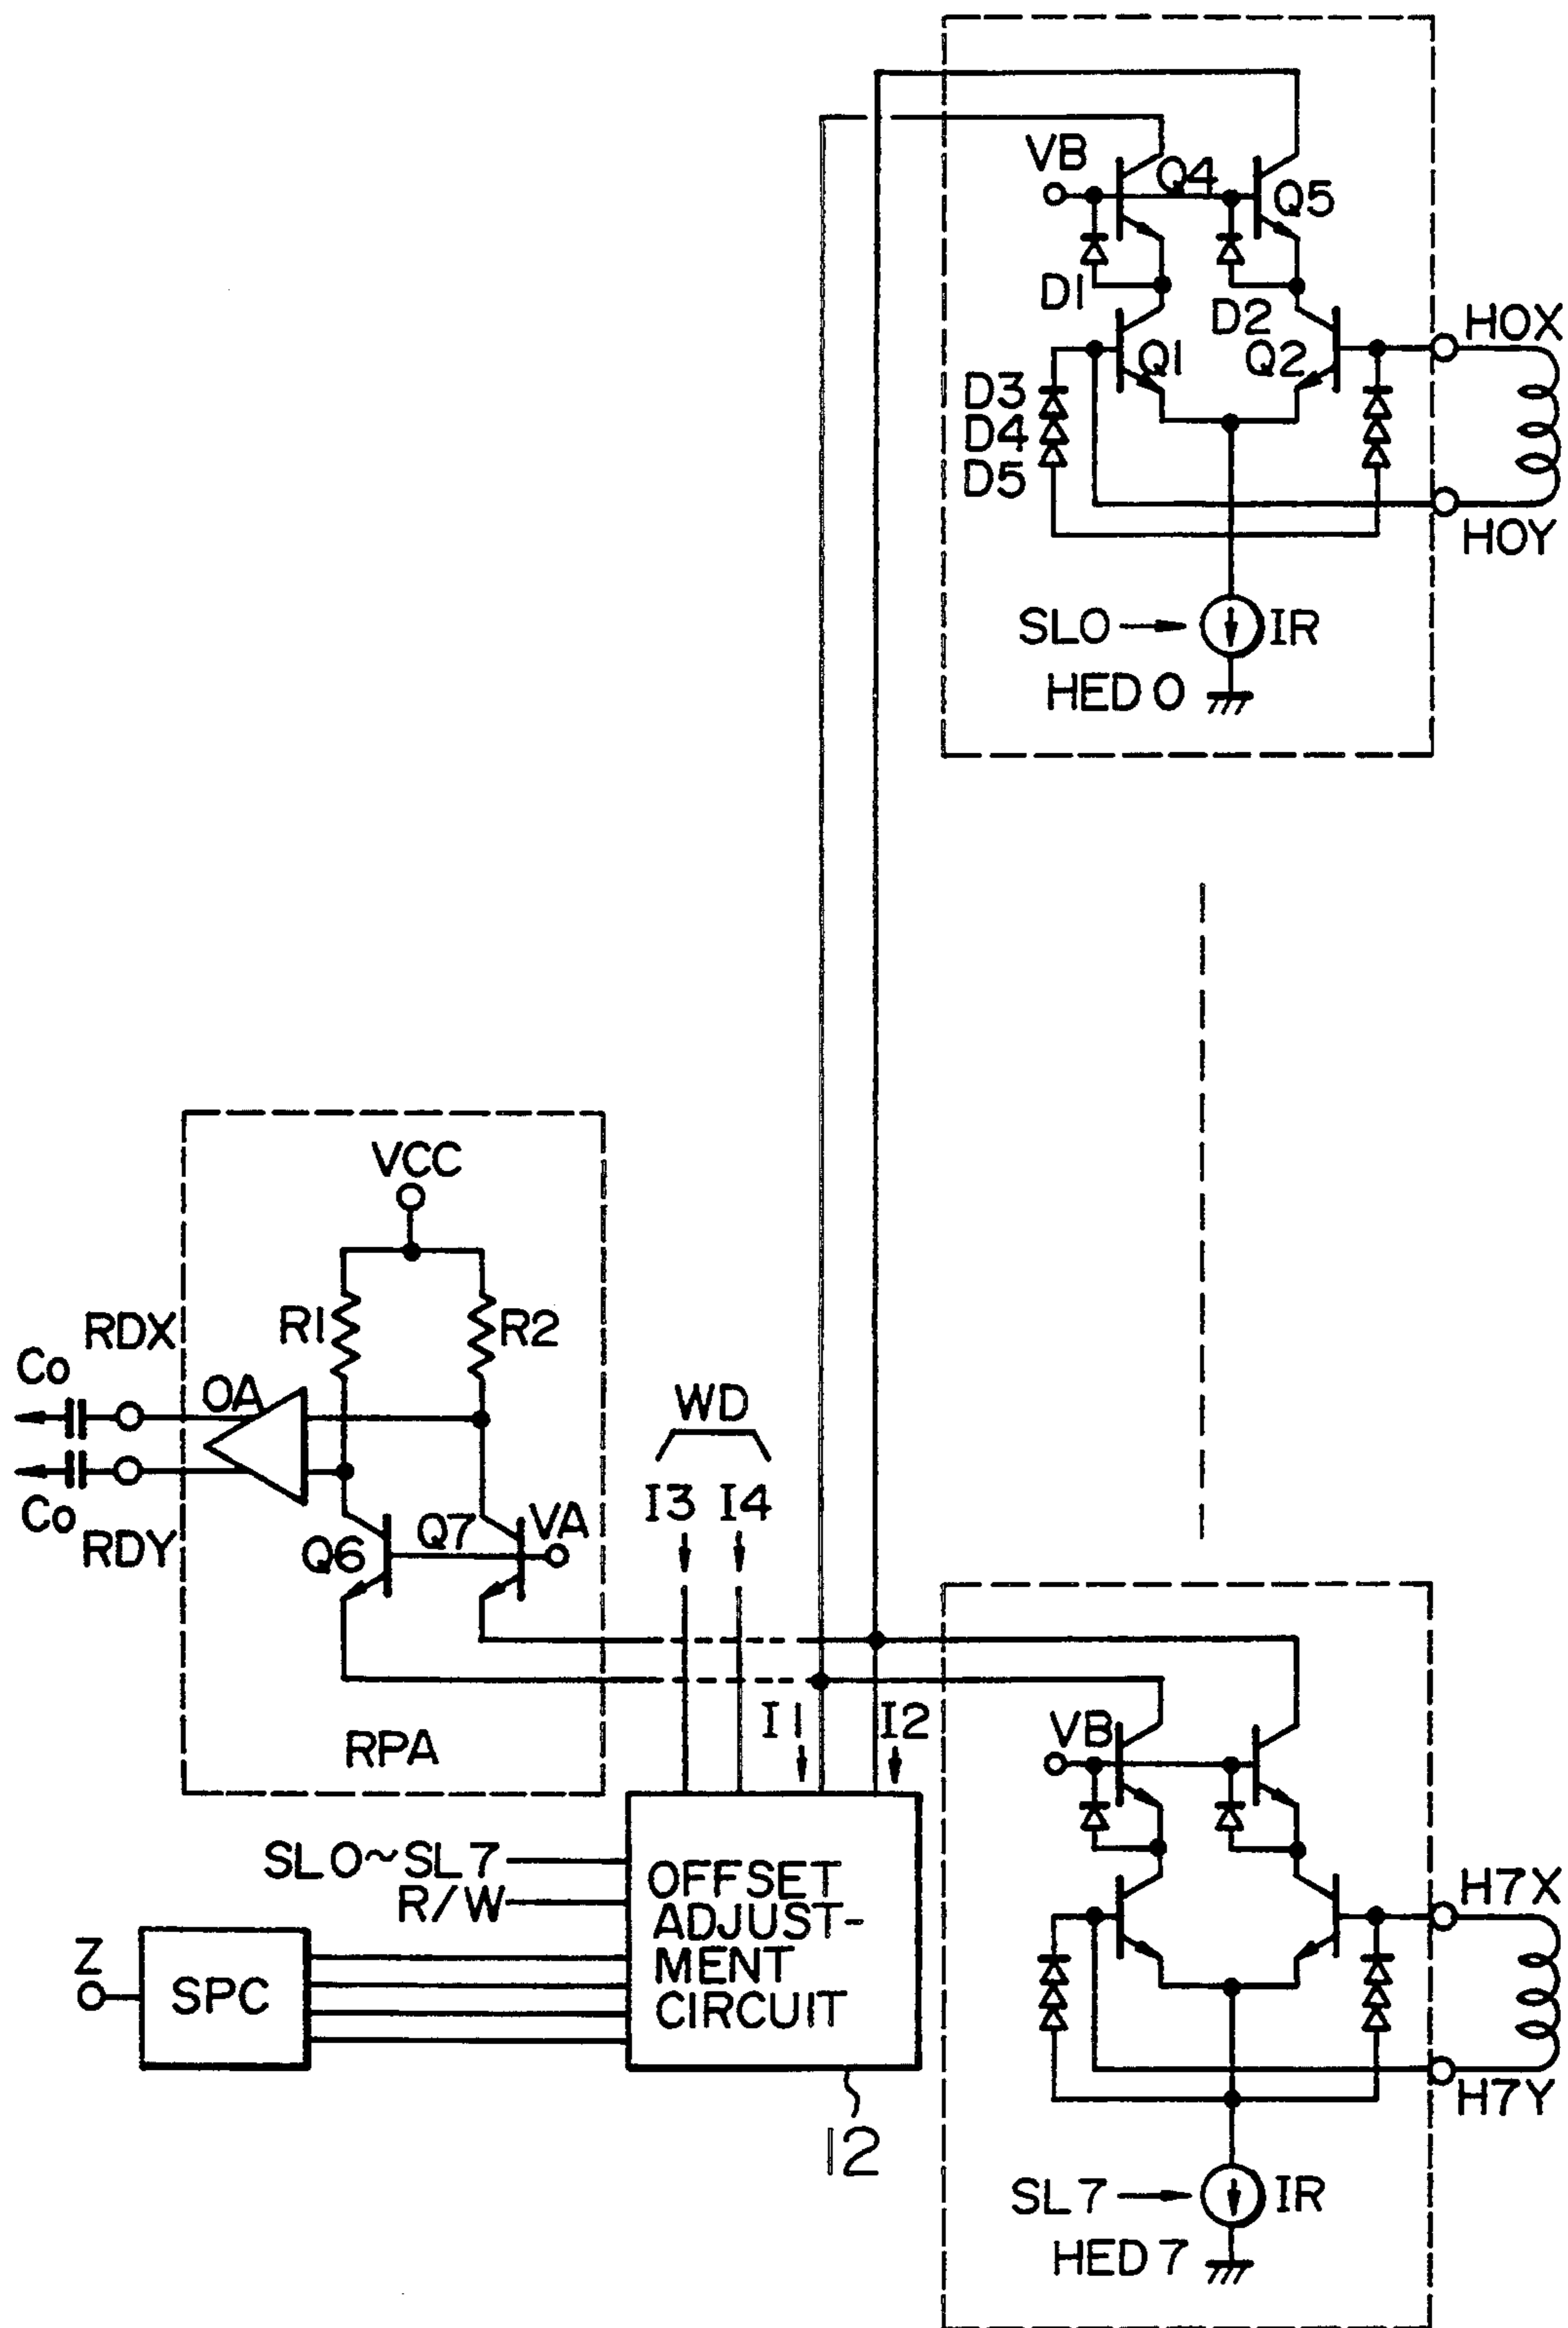 VB
Q4
Q5
D1
D2
H0X
Q1
Q2
D3
D4
D5
H0Y
SL0
IR
HED 0
VCC
R1
R2
RDX
Co
OA
WD
I3 I4
Co
RDY
Q6
Q7
VA
RPA
I1
I2
VB
SL0~SL7
R/W
OFFSET
ADJUST-
MENT
CIRCUIT
Z
SPC
H7X
H7Y
12
SL7
IR
HED 7